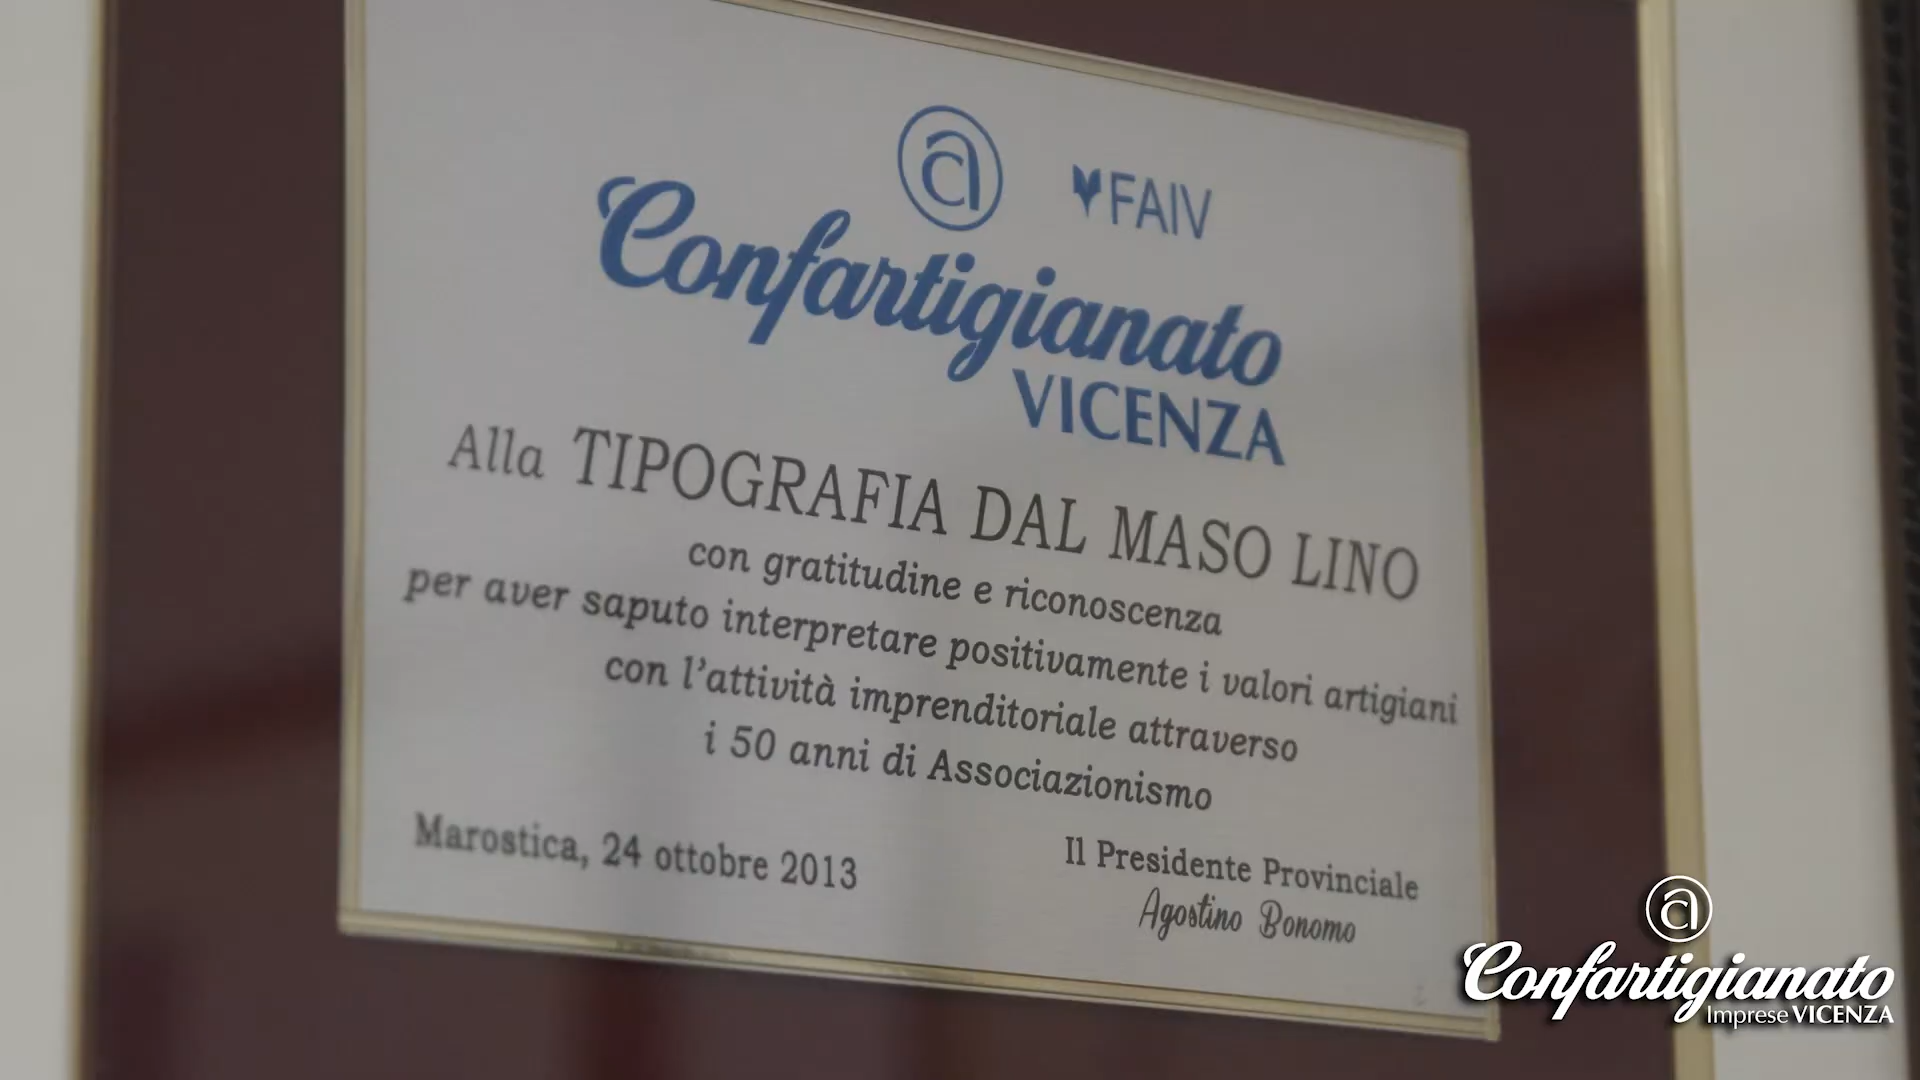 a FAIV
Confartigianato
VICENZA
Alla TIPOGRAFIA DAL MASO LINO
con gratitudine e riconoscenza
per aver saputo interpretare positivamente i valori artigiani
con l'attività imprenditoriale attraverso
i 50 anni di Associazionismo
Marostica, 24 ottobre 2013
Il Presidente Provinciale
Agostino Bonomo
a
Confartigianato
Imprese VICENZA